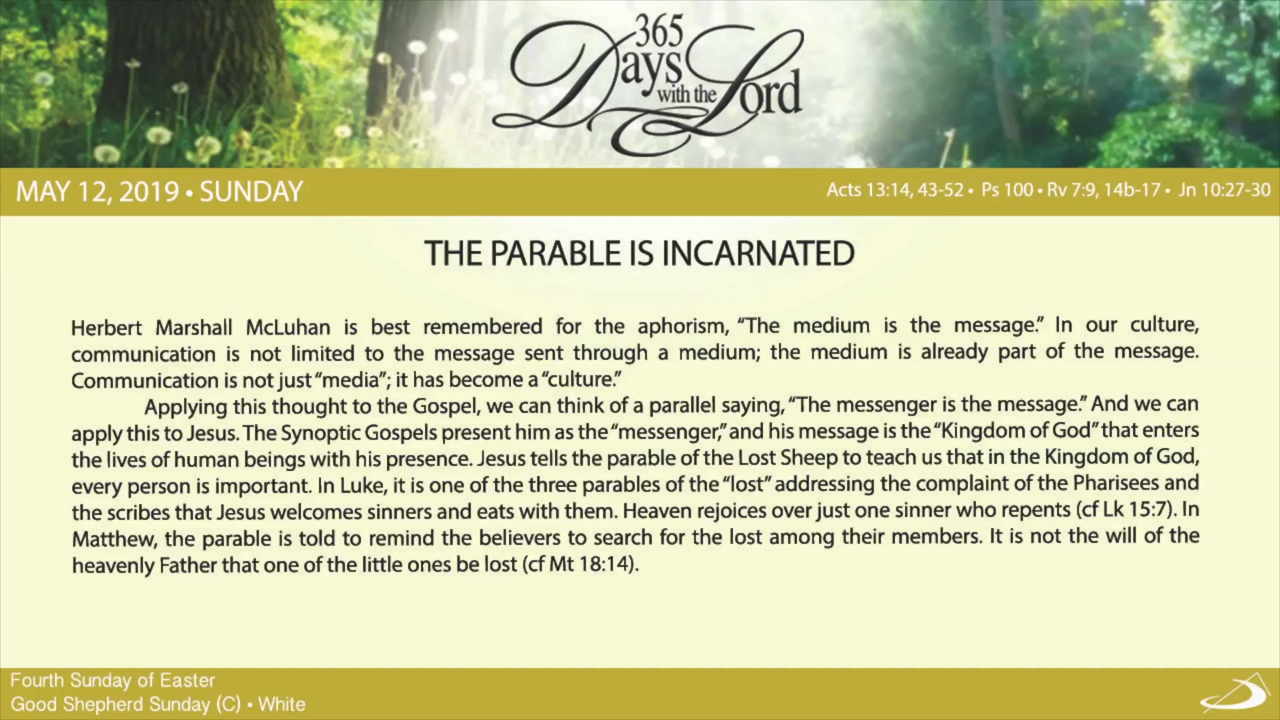 365
Days with the Lord
MAY 12, 2019 • SUNDAY
Acts 13:14, 43-52 • Ps 100 • Rv 7:9, 14b-17 • Jn 10:27-30
THE PARABLE IS INCARNATED
Herbert Marshall McLuhan is best remembered for the aphorism, “The medium is the message.” In our culture,
communication is not limited to the message sent through a medium; the medium is already part of the message.
Communication is not just “media”; it has become a “culture.”
Applying this thought to the Gospel, we can think of a parallel saying, “The messenger is the message.” And we can
apply this to Jesus. The Synoptic Gospels present him as the “messenger,” and his message is the “Kingdom of God” that enters
the lives of human beings with his presence. Jesus tells the parable of the Lost Sheep to teach us that in the Kingdom of God,
every person is important. In Luke, it is one of the three parables of the “lost” addressing the complaint of the Pharisees and
the scribes that Jesus welcomes sinners and eats with them. Heaven rejoices over just one sinner who repents (cf Lk 15:7). In
Matthew, the parable is told to remind the believers to search for the lost among their members. It is not the will of the
heavenly Father that one of the little ones be lost (cf Mt 18:14).
Fourth Sunday of Easter
Good Shepherd Sunday (C) • White